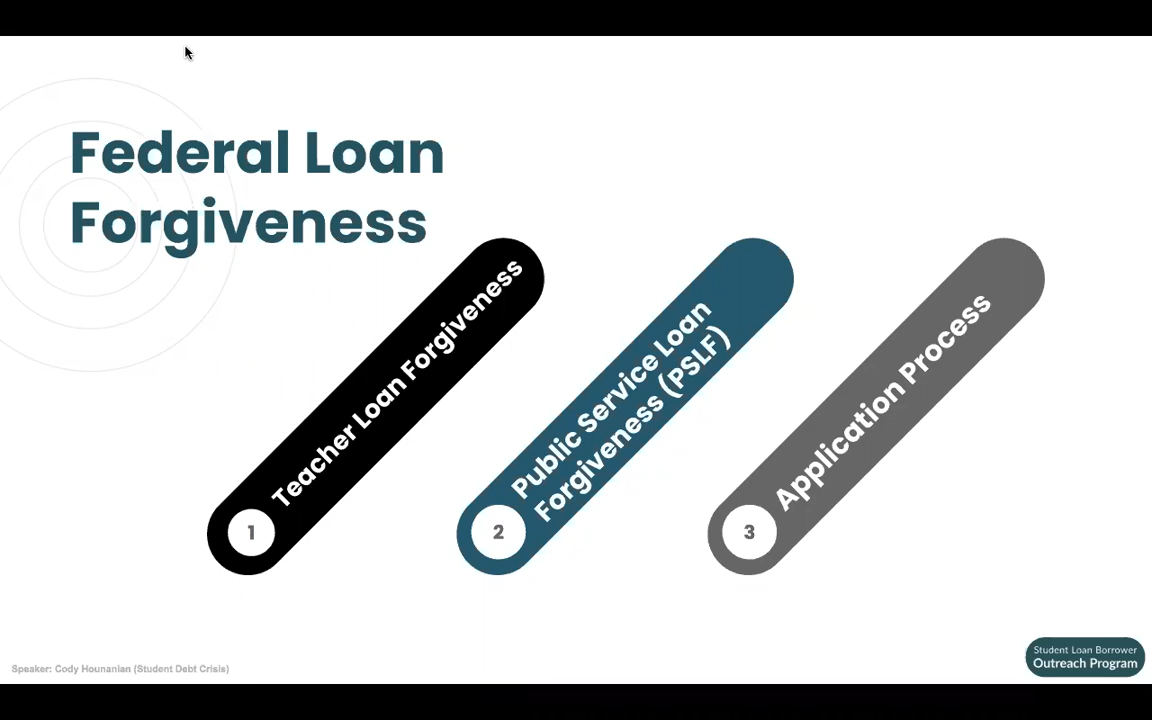 Federal Loan
Forgiveness
1
Teacher Loan Forgiveness
2
Public Service Loan
Forgiveness (PSLF)
3
Application Process
Speaker: Cody Hounanian (Student Debt Crisis)
Student Loan Borrower
Outreach Program